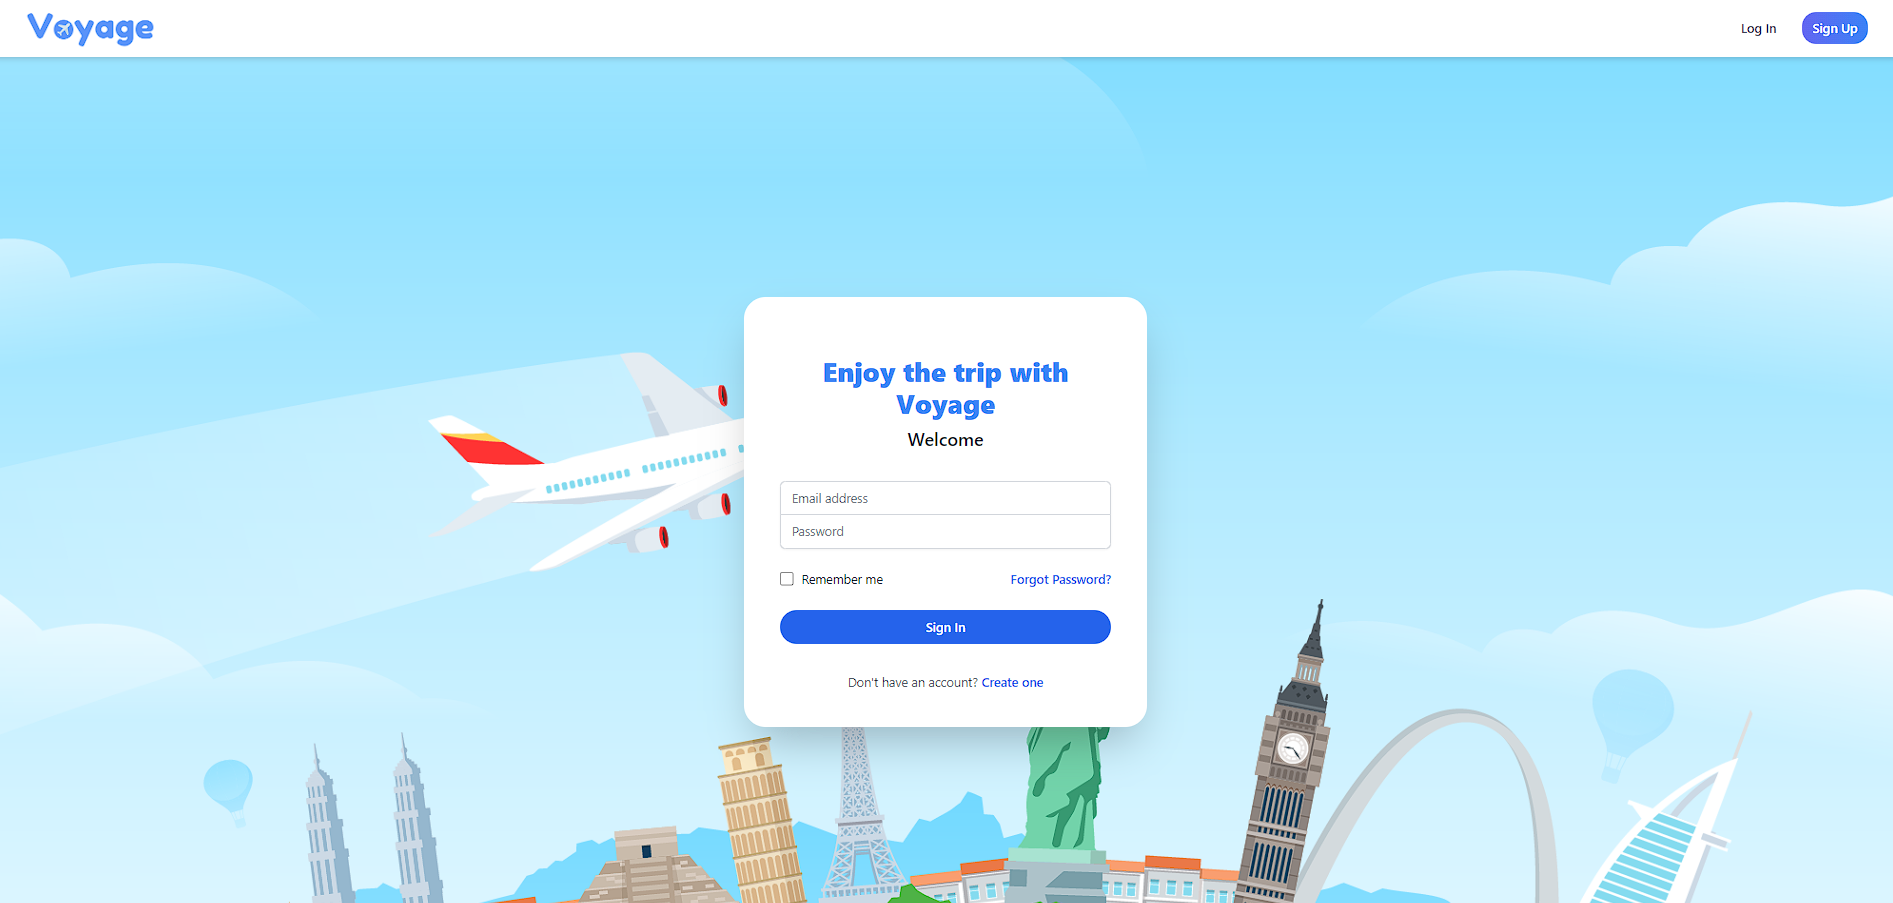 Voyage
Log In
Sign Up
Enjoy the trip with
Voyage
Welcome
Email address
Password
Remember me
Forgot Password?
Sign In
Don't have an account? Create one